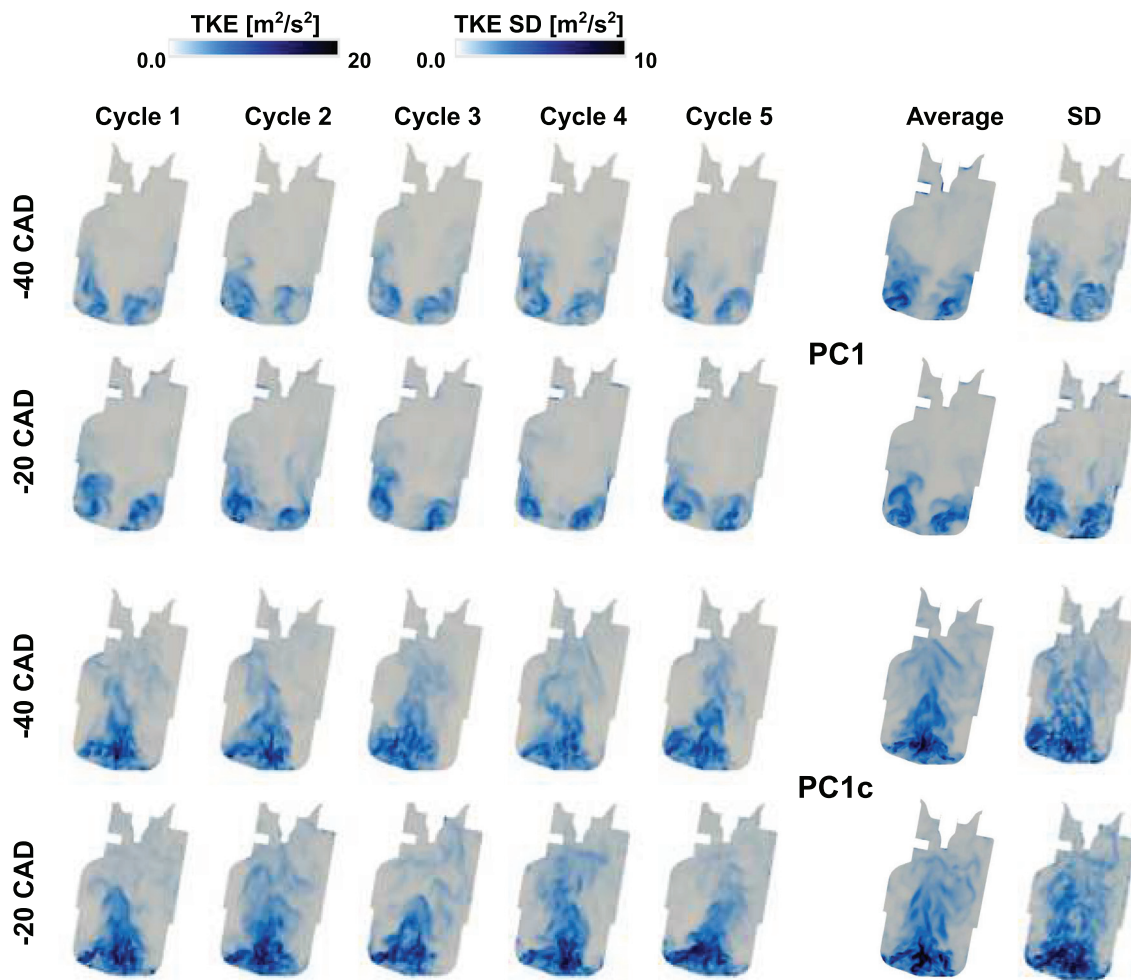 TKE [m²/s²] TKE SD [m²/s²]
0.0 20 0.0 10
Cycle 1 Cycle 2 Cycle 3 Cycle 4 Cycle 5 Average SD
-40 CAD
PC1
-20 CAD
-40 CAD
PC1c
-20 CAD